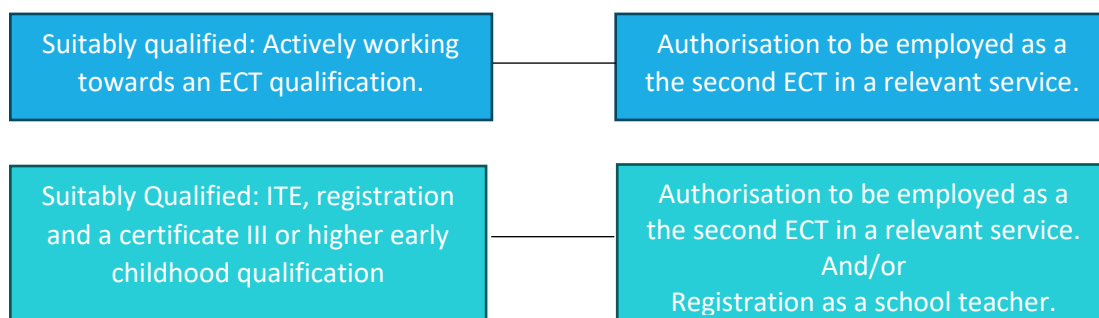 Suitably qualified: Actively working
towards an ECT qualification.
Authorisation to be employed as a
the second ECT in a relevant service.
Suitably Qualified: ITE, registration
and a certificate III or higher early
childhood qualification
Authorisation to be employed as a
the second ECT in a relevant service.
And/or
Registration as a school teacher.